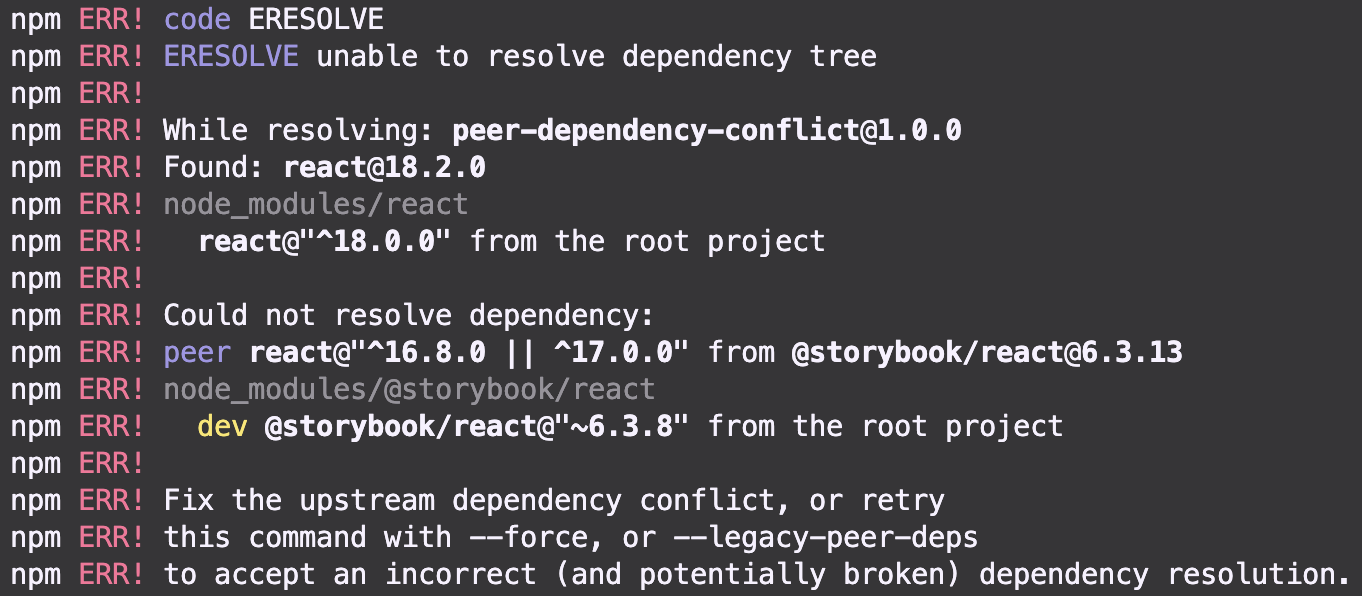 npm ERR! code ERESOLVE
npm ERR! ERESOLVE unable to resolve dependency tree
npm ERR!
npm ERR! While resolving: peer-dependency-conflict@1.0.0
npm ERR! Found: react@18.2.0
npm ERR! node_modules/react
npm ERR!   react@"^18.0.0" from the root project
npm ERR!
npm ERR! Could not resolve dependency:
npm ERR! peer react@"^16.8.0 || ^17.0.0" from @storybook/react@6.3.13
npm ERR! node_modules/@storybook/react
npm ERR!   dev @storybook/react@"~6.3.8" from the root project
npm ERR!
npm ERR! Fix the upstream dependency conflict, or retry
npm ERR! this command with --force, or --legacy-peer-deps
npm ERR! to accept an incorrect (and potentially broken) dependency resolution.